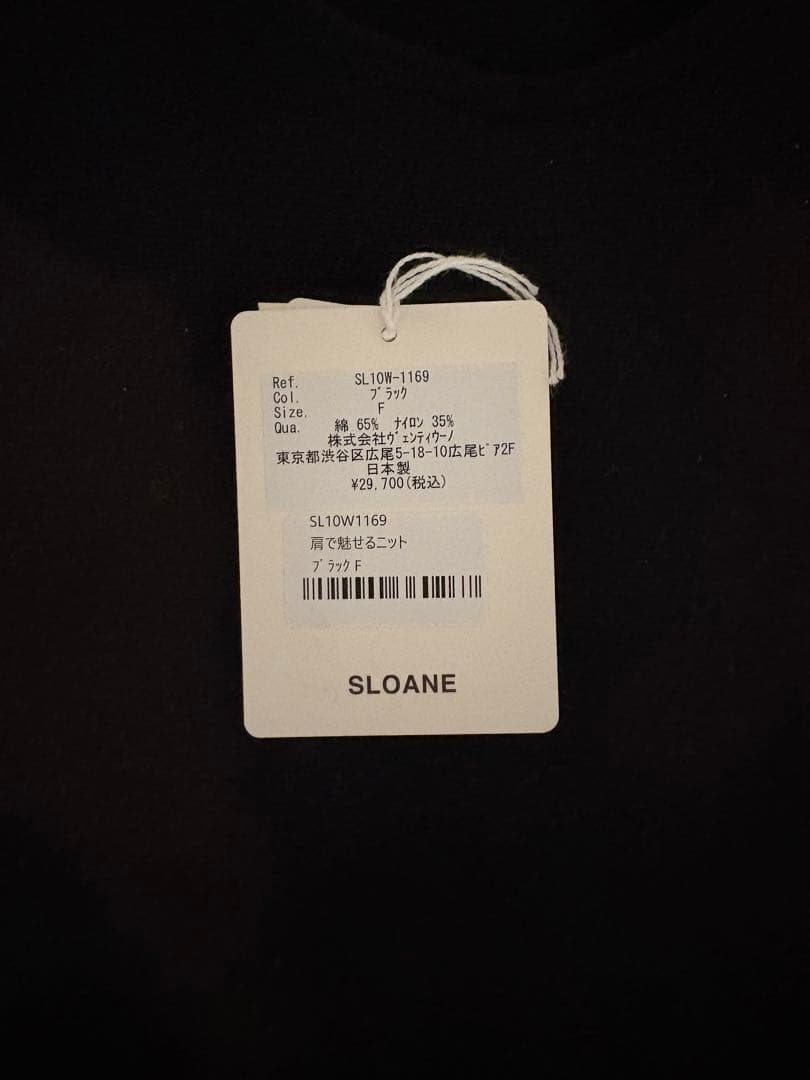 Ref. SL10W-1169
Col. ﾌﾞﾗｯｸ
Size. F
Qua. 綿 65% ﾅｲﾛﾝ 35%
株式会社ｳﾞｪﾝﾃｨｳｰﾉ
東京都渋谷区広尾5-18-10広尾ﾋﾟｱ2F
日本製
¥29,700(税込)
SL10W1169
肩で魅せるニット
ﾌﾞﾗｯｸ F
SLOANE